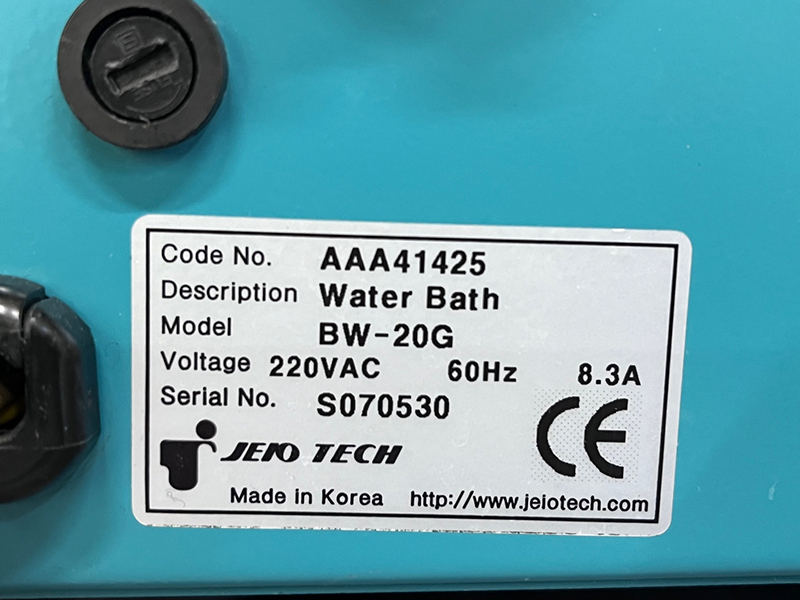 Code No. AAA41425
Description Water Bath
Model BW-20G
Voltage 220VAC 60Hz 8.3A
Serial No. S070530
CE
JEIO TECH
Made in Korea http://www.jeiotech.com